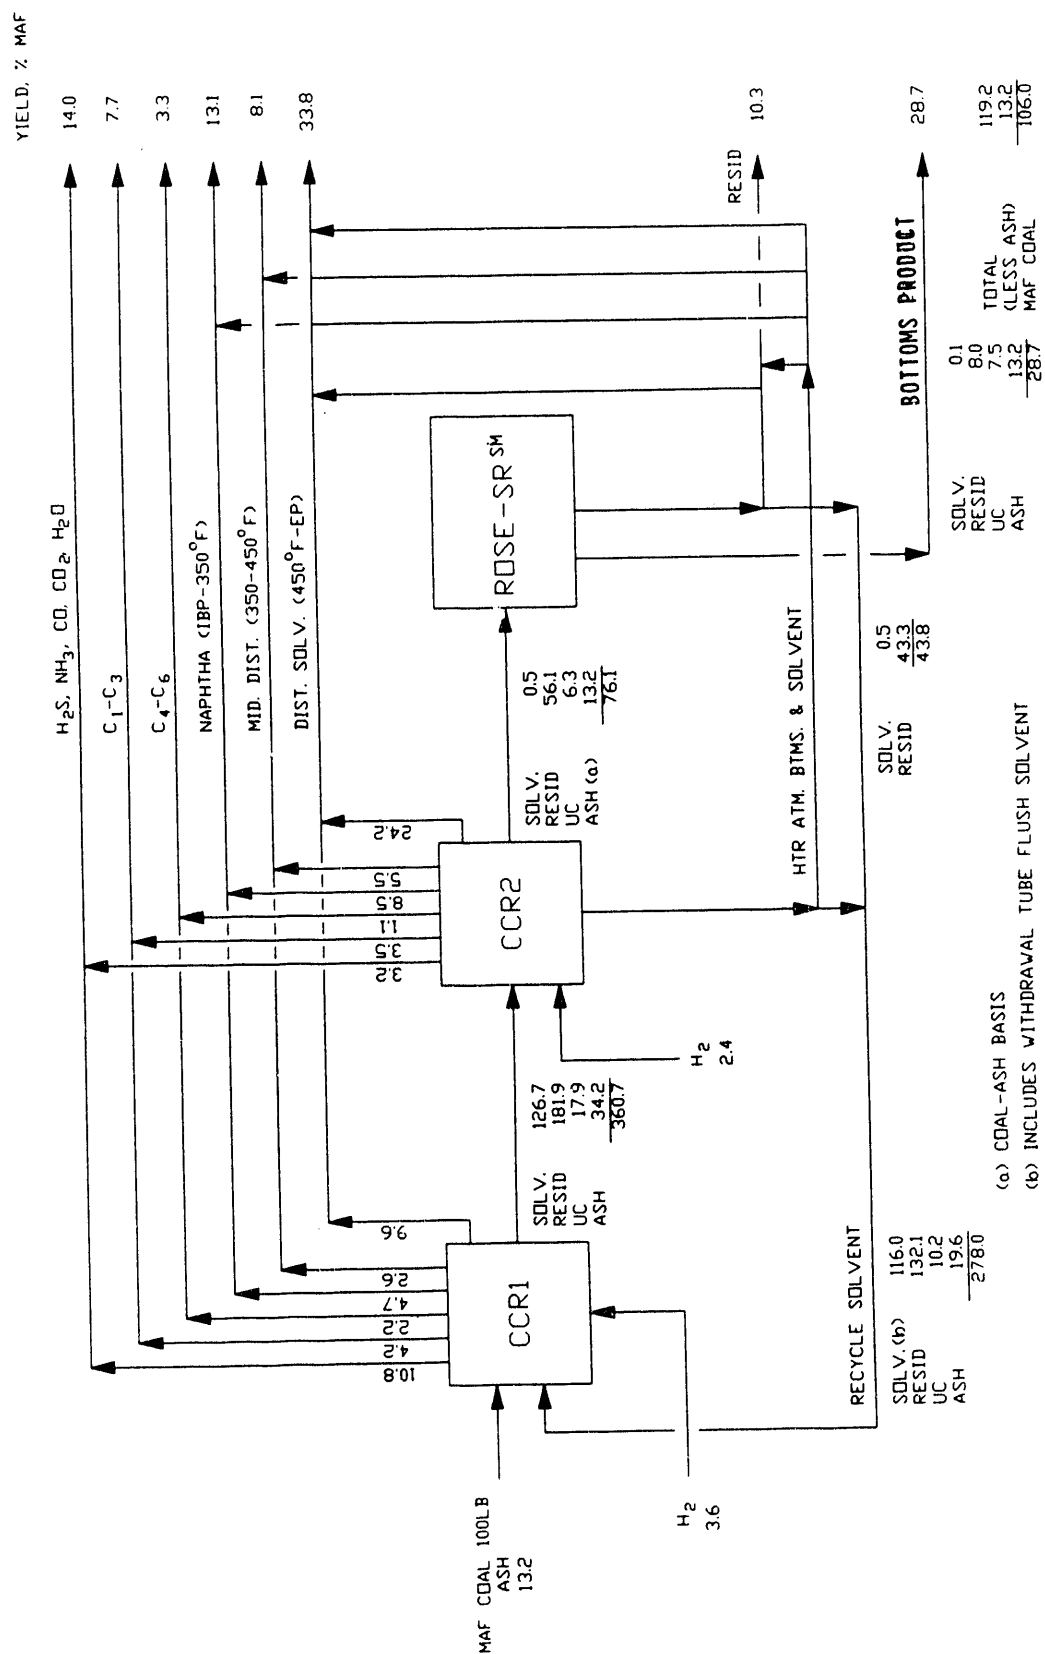 YIELD, % MAF
H₂S, NH₃, CO, CO₂, H₂O
14.0
C₁-C₃
7.7
C₄-C₆
3.3
NAPHTHA (IBP-350°F)
13.1
MID. DIST. (350-450°F)
8.1
DIST. SOLV. (450°F-EP)
33.8
10.8
4.2
2.2
4.7
2.6
9.6
3.2
3.5
1.1
8.5
5.5
24.2
MAF COAL 100LB
ASH
13.2
CCR1
H₂
3.6
SOLV. 126.7
RESID 181.9
UC 17.9
ASH 34.2
360.7
CCR2
H₂
2.4
SOLV. 0.5
RESID 56.1
UC 6.3
ASH (a) 13.2
76.1
ROSE-SR SM
RESID
10.3
HTR ATM. BTMS. & SOLVENT
RECYCLE SOLVENT
SOLV.(b) 116.0
RESID 132.1
UC 10.2
ASH 19.6
278.0
SOLV. 0.5
RESID 43.3
43.8
BOTTOMS PRODUCT
28.7
SOLV. 0.1
RESID 8.0
UC 7.5
ASH 13.2
28.7
TOTAL 119.2
(LESS ASH) 13.2
MAF COAL 106.0
(a) COAL-ASH BASIS
(b) INCLUDES WITHDRAWAL TUBE FLUSH SOLVENT